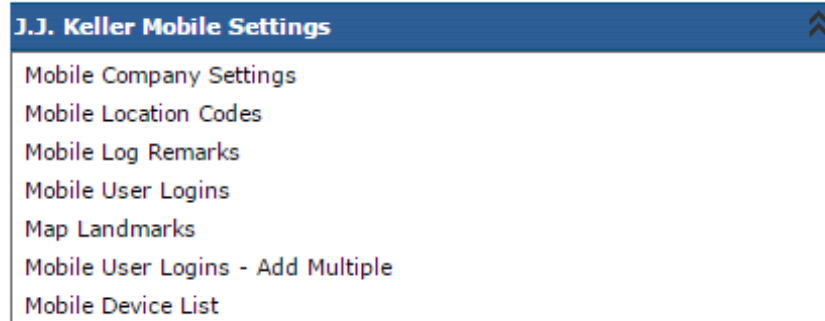 J.J. Keller Mobile Settings
Mobile Company Settings
Mobile Location Codes
Mobile Log Remarks
Mobile User Logins
Map Landmarks
Mobile User Logins - Add Multiple
Mobile Device List